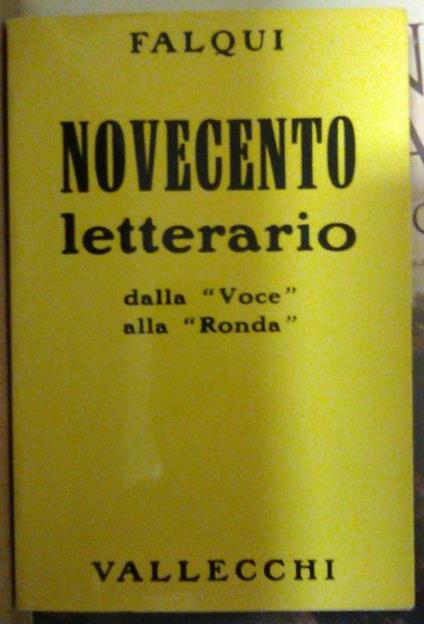 FALQUI
NOVECENTO
letterario
dalla “Voce”
alla “Ronda”
VALLECCHI